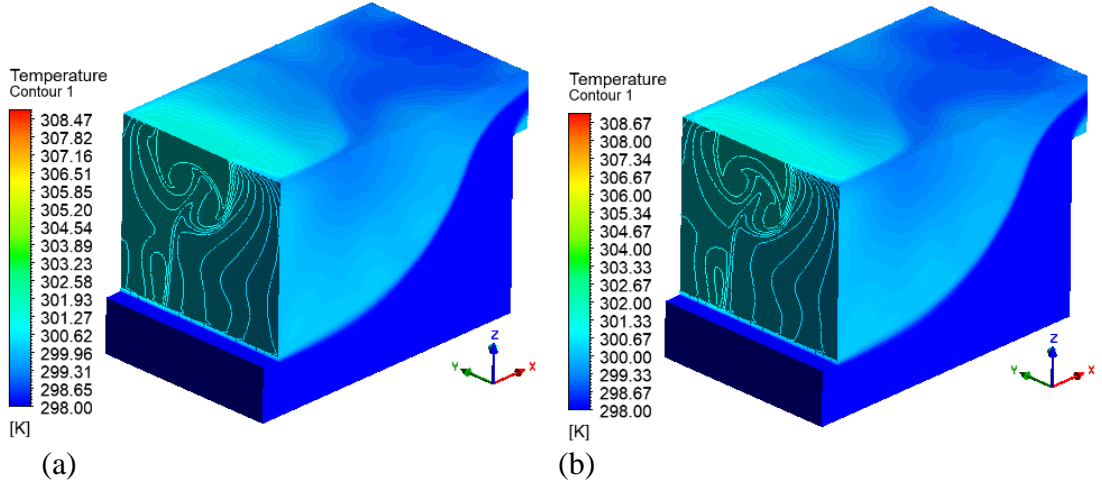 Temperature
Contour 1
308.47
307.82
307.16
306.51
305.85
305.20
304.54
303.89
303.23
302.58
301.93
301.27
300.62
299.96
299.31
298.65
298.00
[K]
Z
Y
X
(a)
Temperature
Contour 1
308.67
308.00
307.34
306.67
306.00
305.34
304.67
304.00
303.33
302.67
302.00
301.33
300.67
300.00
299.33
298.67
298.00
[K]
Z
Y
X
(b)